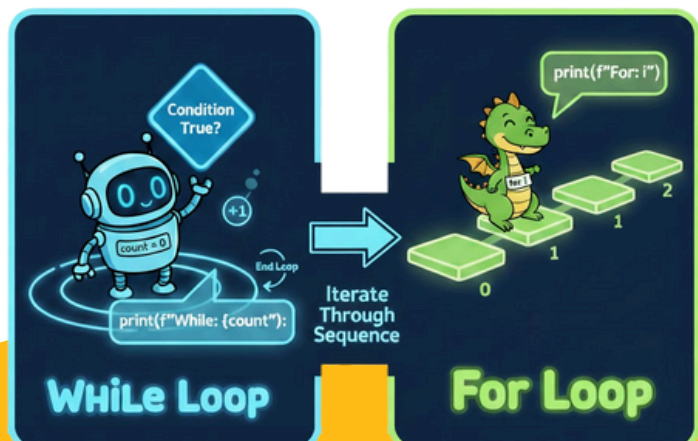 Condition
True?
+1
count = 0
End Loop
print(f"While: {count"):
While Loop
Iterate
Through
Sequence
print(f"For: i")
for i
0
1
1
2
For Loop